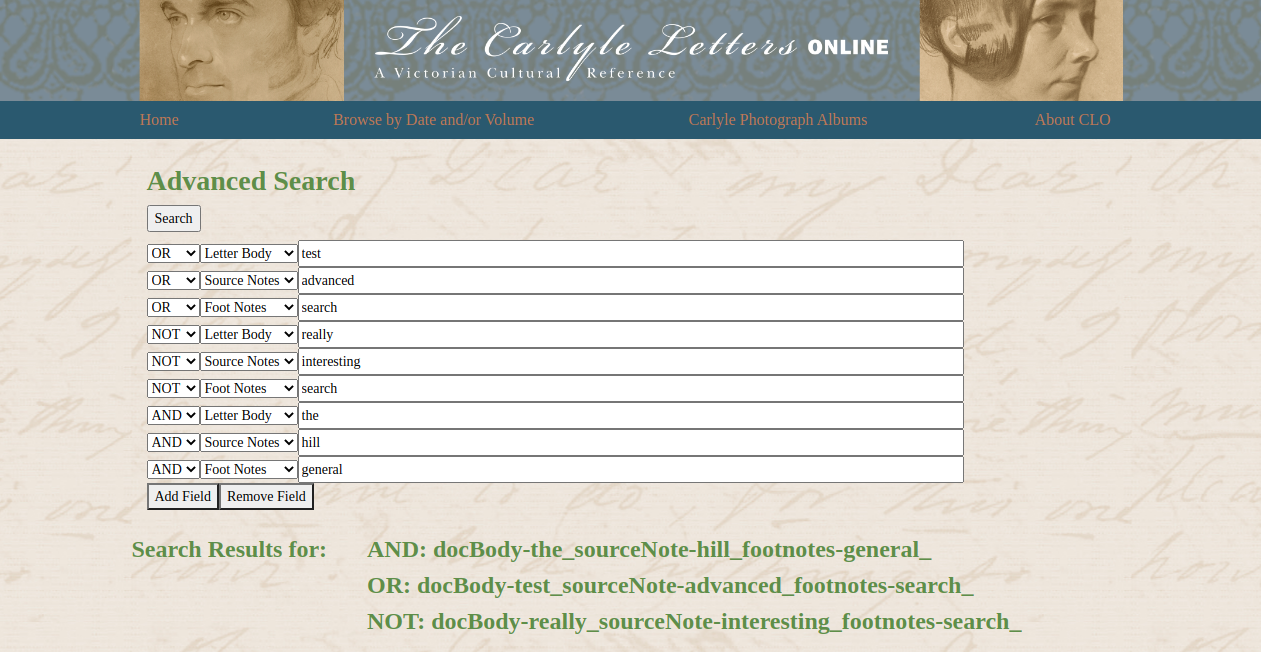 The Carlyle Letters ONLINE
A Victorian Cultural Reference
Home Browse by Date and/or Volume Carlyle Photograph Albums About CLO
Advanced Search
Search
OR Letter Body test
OR Source Notes advanced
OR Foot Notes search
NOT Letter Body really
NOT Source Notes interesting
NOT Foot Notes search
AND Letter Body the
AND Source Notes hill
AND Foot Notes general
Add Field Remove Field
Search Results for: AND: docBody-the_sourceNote-hill_footnotes-general_
OR: docBody-test_sourceNote-advanced_footnotes-search_
NOT: docBody-really_sourceNote-interesting_footnotes-search_